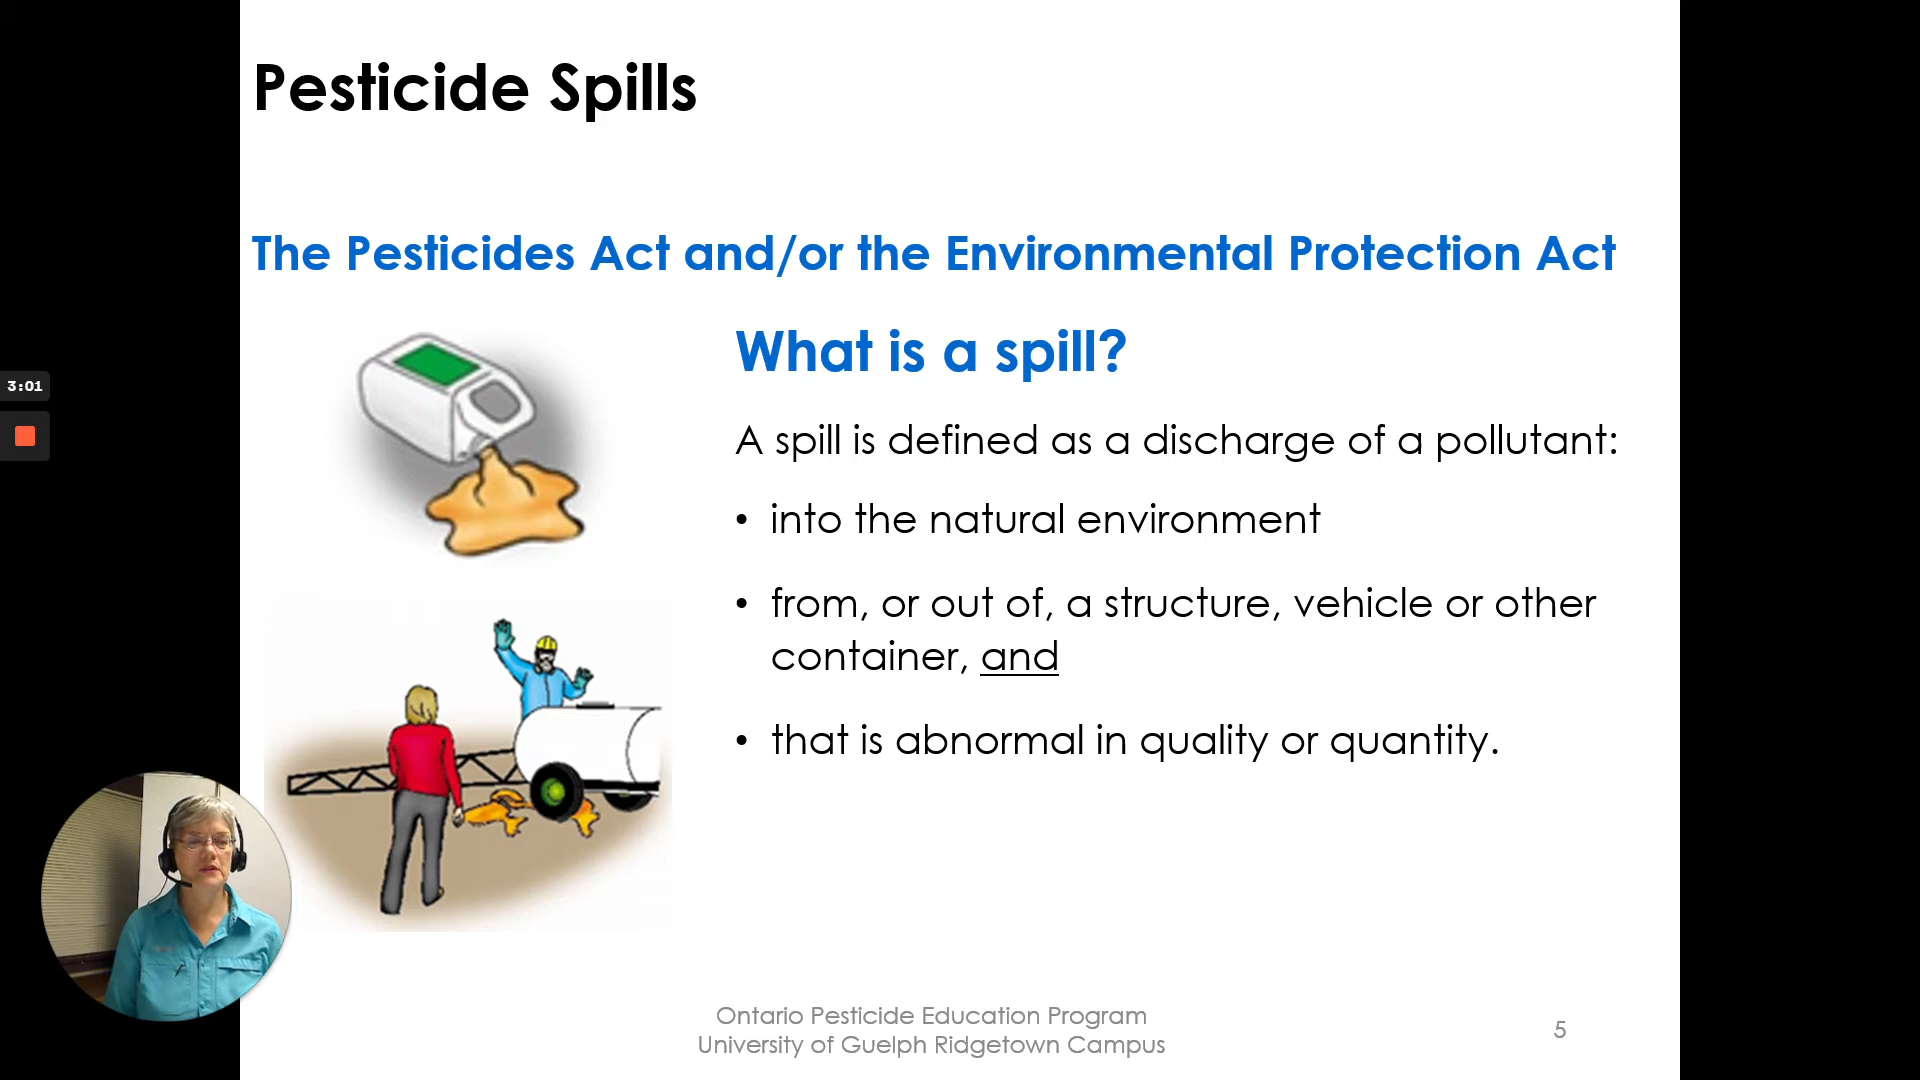 Pesticide Spills
The Pesticides Act and/or the Environmental Protection Act
What is a spill?
A spill is defined as a discharge of a pollutant:
• into the natural environment
• from, or out of, a structure, vehicle or other
container, and
• that is abnormal in quality or quantity.
3:01
Ontario Pesticide Education Program
University of Guelph Ridgetown Campus
5